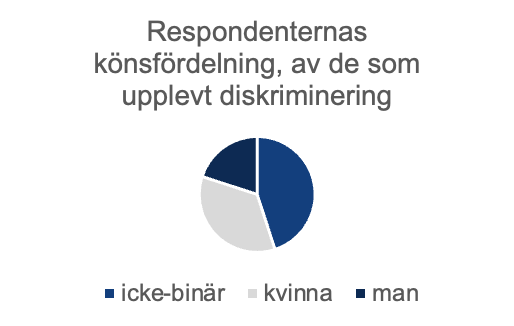 Respondenternas
könsfördelning, av de som
upplevt diskriminering
icke-binär kvinna man